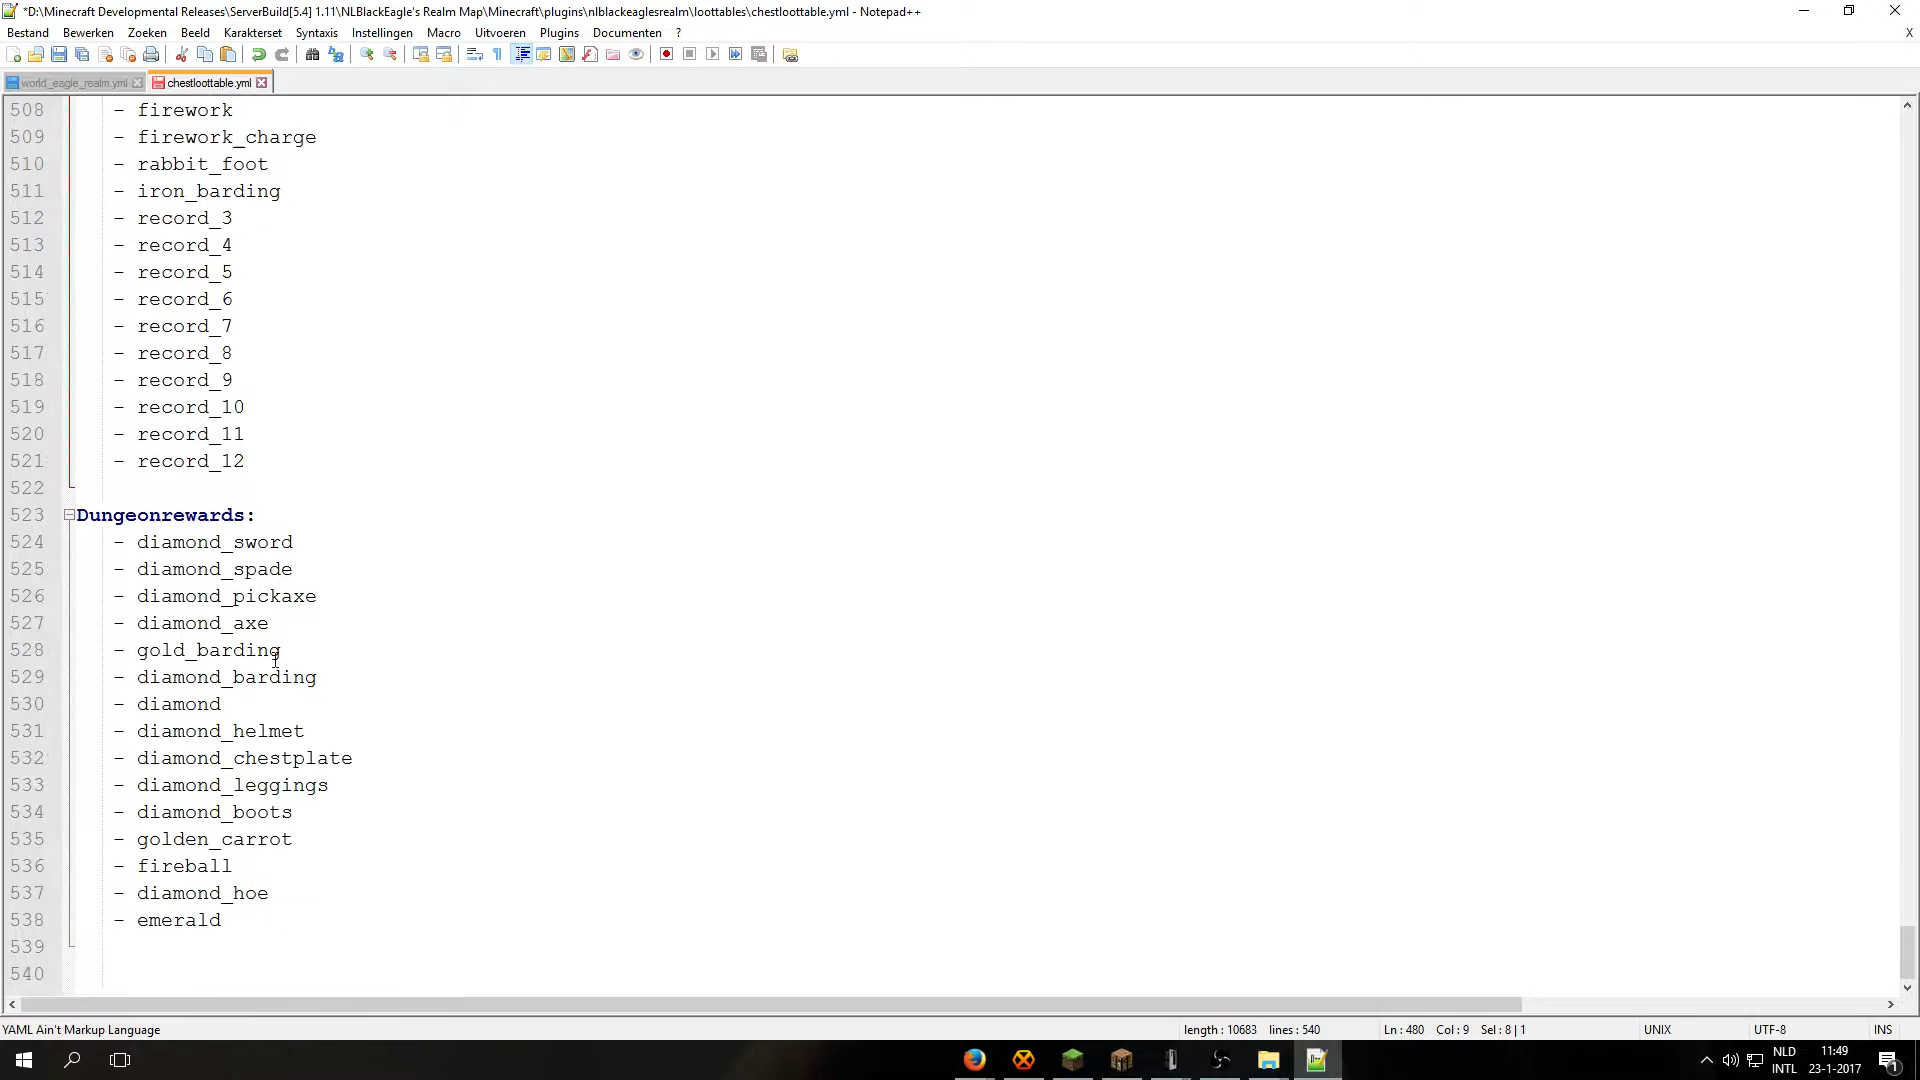 *D:\Minecraft Developmental Releases\ServerBuild[5.4] 1.11\NLBlackEagle's Realm Map\Minecraft\plugins\nlblackeaglesrealm\loottables\chestloottable.yml - Notepad++
Bestand Bewerken Zoeken Beeld Karakterset Syntaxis Instellingen Macro Uitvoeren Plugins Documenten ? X
world_eagle_realm.yml chestloottable.yml
508 - firework
509 - firework_charge
510 - rabbit_foot
511 - iron_barding
512 - record_3
513 - record_4
514 - record_5
515 - record_6
516 - record_7
517 - record_8
518 - record_9
519 - record_10
520 - record_11
521 - record_12
522
523 Dungeonrewards:
524 - diamond_sword
525 - diamond_spade
526 - diamond_pickaxe
527 - diamond_axe
528 - gold_barding
529 - diamond_barding
530 - diamond
531 - diamond_helmet
532 - diamond_chestplate
533 - diamond_leggings
534 - diamond_boots
535 - golden_carrot
536 - fireball
537 - diamond_hoe
538 - emerald
539
540
YAML Ain't Markup Language length : 10683 lines : 540 Ln : 480 Col : 9 Sel : 8 | 1 UNIX UTF-8 INS
NLD 11:49
INTL 23-1-2017 1